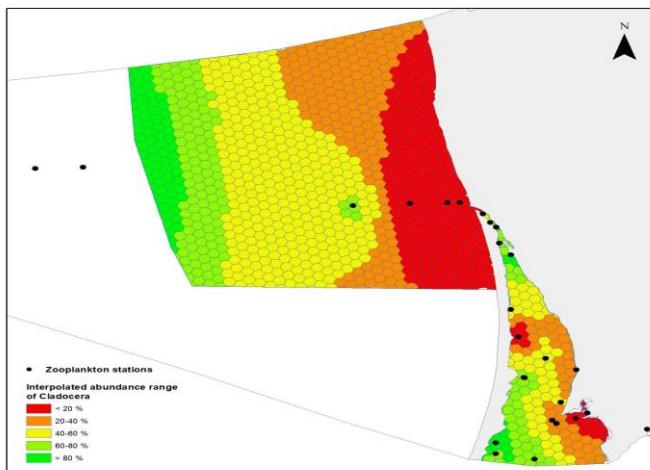 N
Zooplankton stations
Interpolated abundance range
of Cladocera
< 20 %
20-40 %
40-60 %
60-80 %
> 80 %